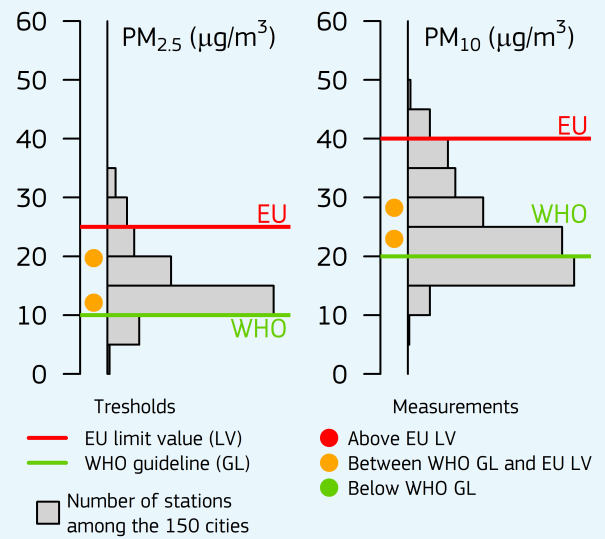 PM2.5 (μg/m³)
60
50
40
30
20
10
0
EU
WHO
PM10 (μg/m³)
60
50
40
30
20
10
0
EU
WHO
Tresholds
EU limit value (LV)
WHO guideline (GL)
Number of stations
among the 150 cities
Measurements
Above EU LV
Between WHO GL and EU LV
Below WHO GL